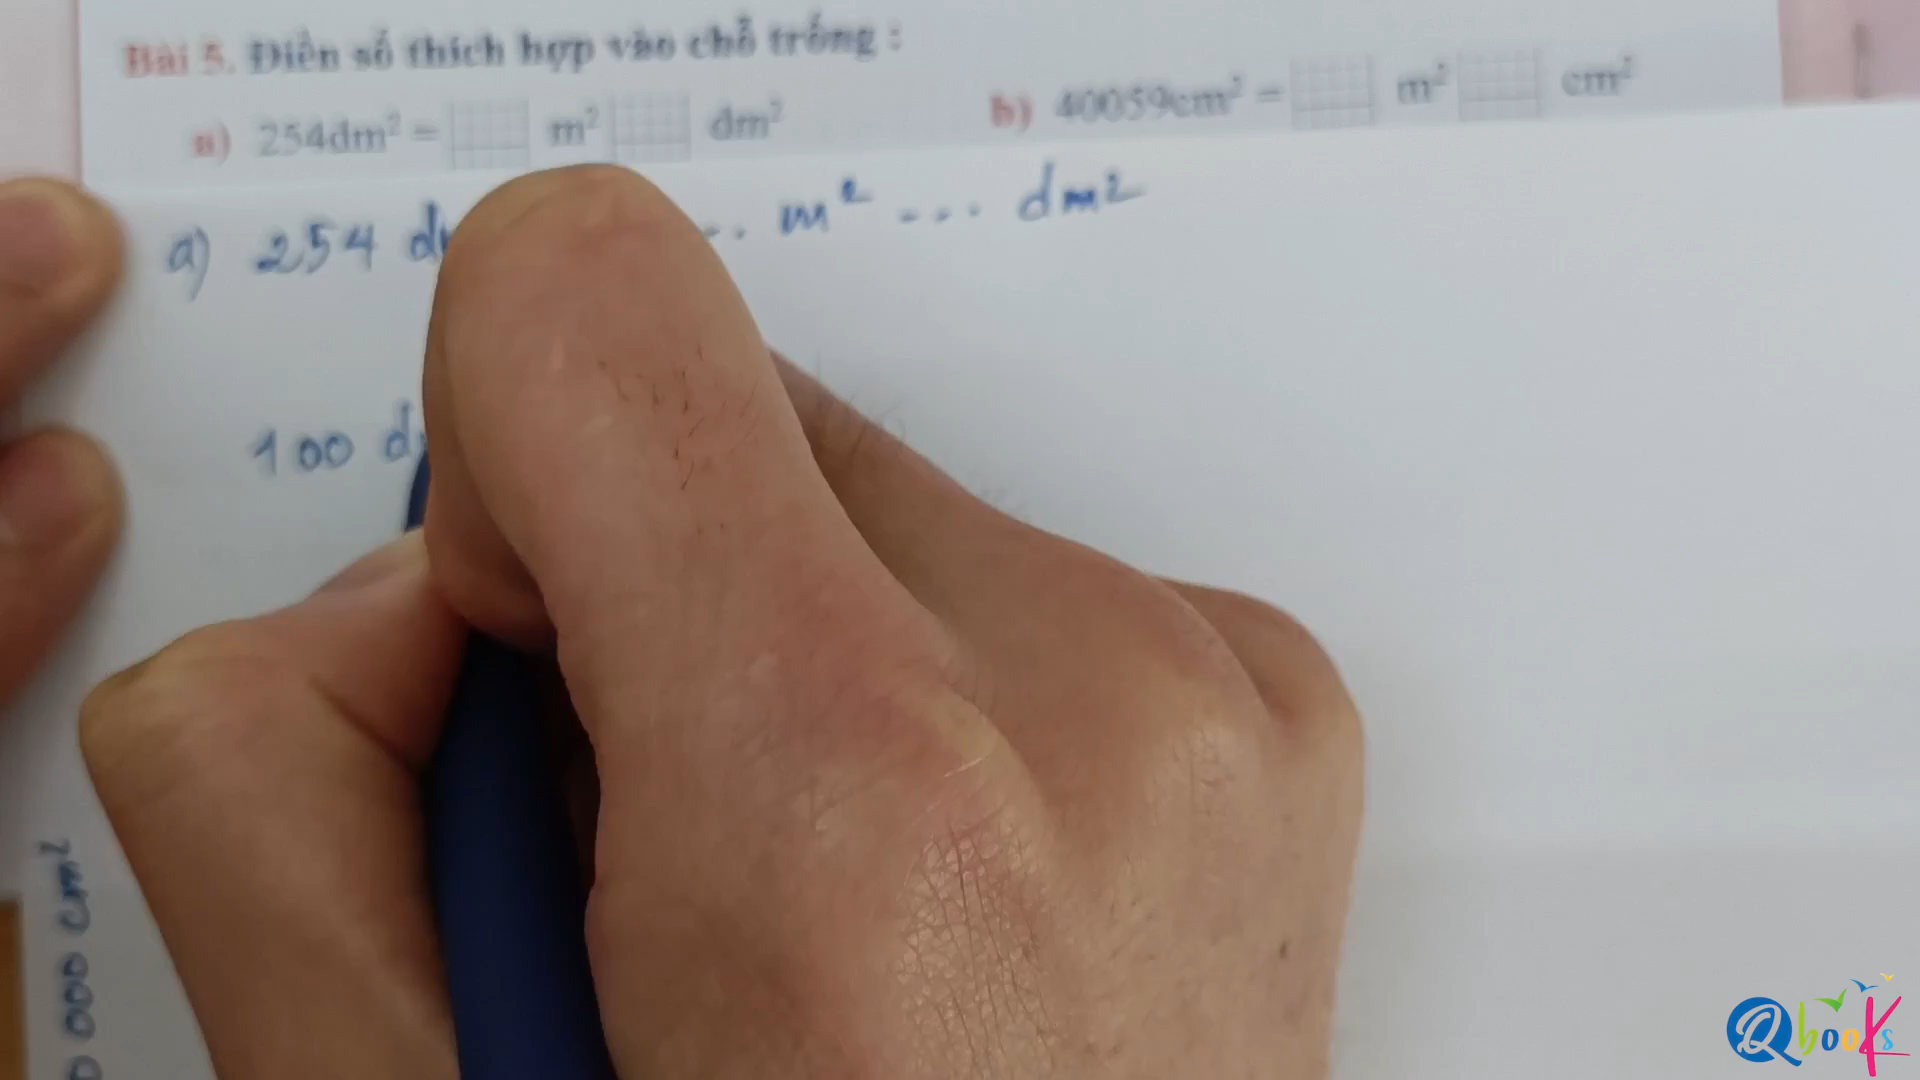 Bài 5. Điền số thích hợp vào chỗ trống :
a) 254dm² = m² dm²
b) 40059cm² = m² cm²
a) 254 .. m² ... dm²
100
000 cm²
Qbooks